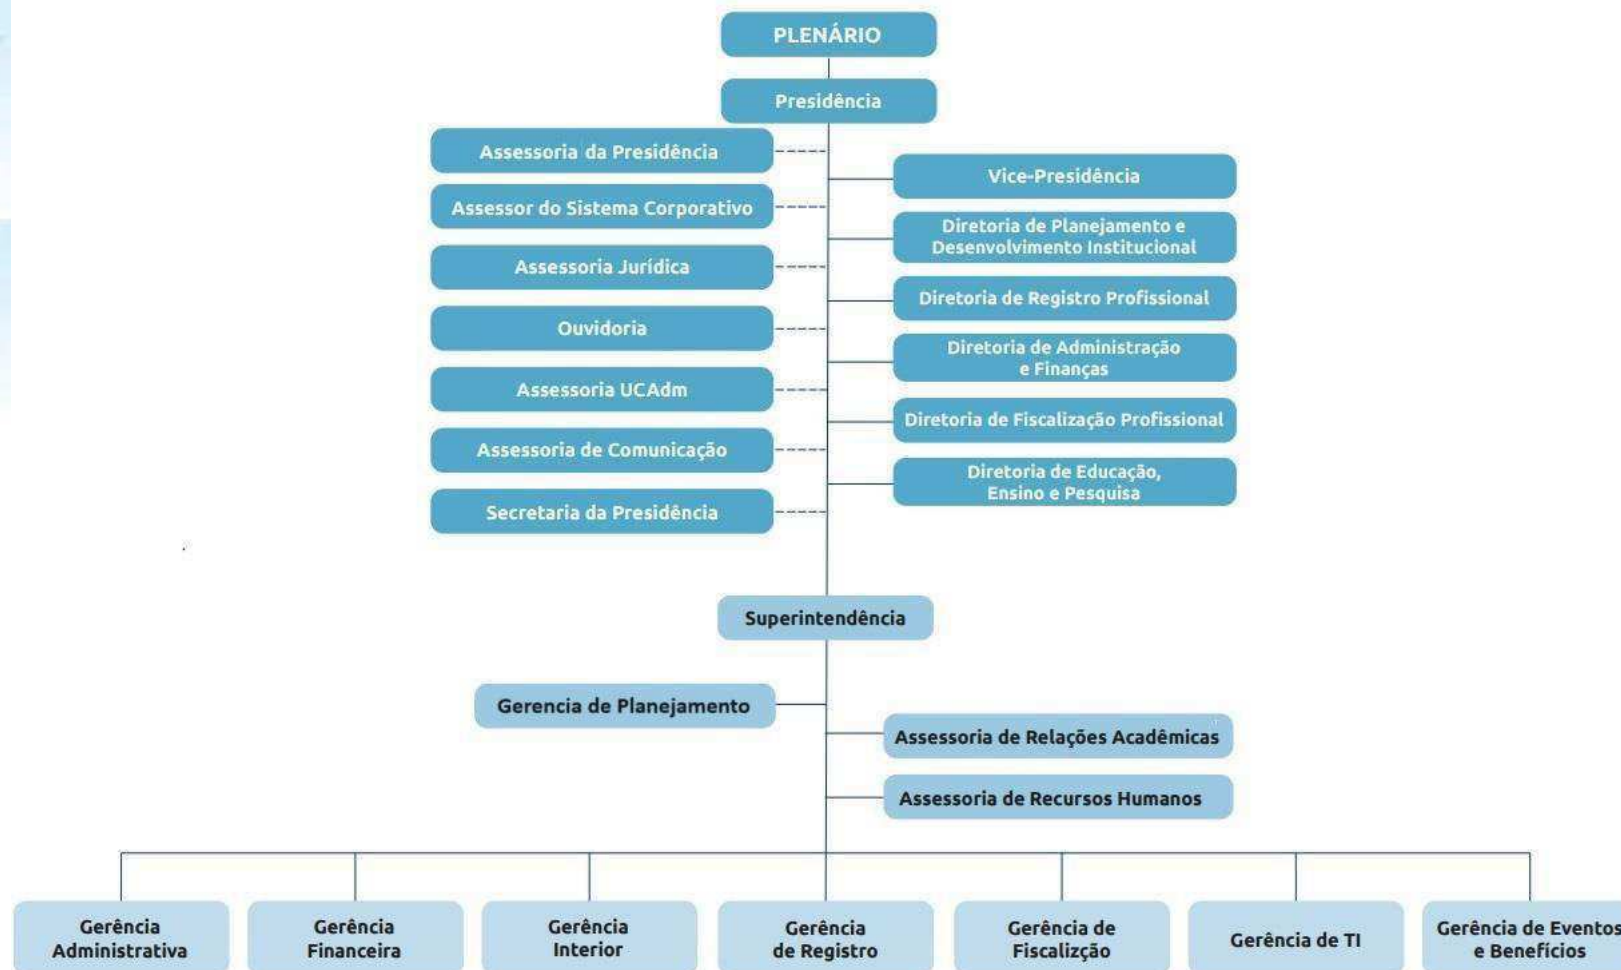 PLENÁRIO
Presidência
Assessoria da Presidência
Vice-Presidência
Assessor do Sistema Corporativo
Diretoria de Planejamento e
Desenvolvimento Institucional
Assessoria Jurídica
Diretoria de Registro Profissional
Ouvidoria
Diretoria de Administração
e Finanças
Assessoria UCAdm
Diretoria de Fiscalização Profissional
Assessoria de Comunicação
Diretoria de Educação,
Ensino e Pesquisa
Secretaria da Presidência
Superintendência
Gerencia de Planejamento
Assessoria de Relações Acadêmicas
Assessoria de Recursos Humanos
Gerência
Administrativa
Gerência
Financeira
Gerência
Interior
Gerência
de Registro
Gerência de
Fiscalizção
Gerência de TI
Gerência de Eventos
e Benefícios